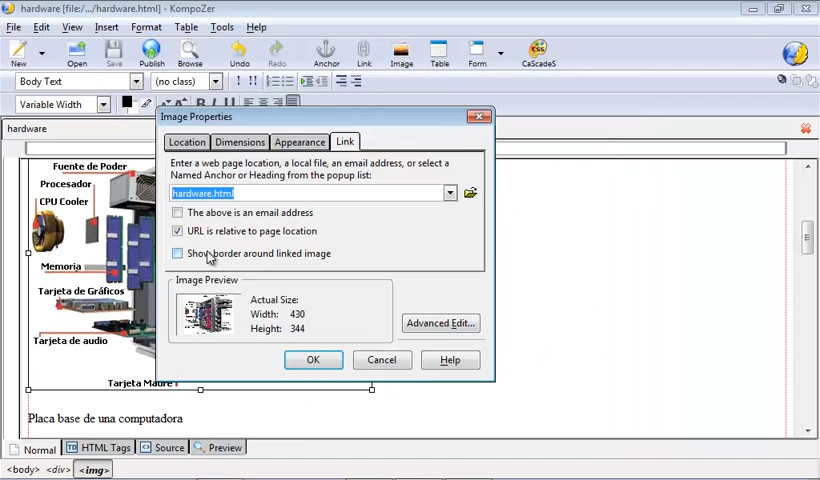 hardware [file:/.../hardware.html] - KompoZer
File Edit View Insert Format Table Tools Help
New Open Save Publish Browse Undo Redo Anchor Link Image Table Form CaScadeS
Body Text (no class) ! !!
Variable Width B I U
hardware
Image Properties
Location Dimensions Appearance Link
Enter a web page location, a local file, an email address, or select a
Named Anchor or Heading from the popup list:
hardware.html
The above is an email address
URL is relative to page location
Show border around linked image
Image Preview
Actual Size:
Width: 430
Height: 344
Advanced Edit...
OK Cancel Help
Fuente de Poder
Procesador
CPU Cooler
Memoria
Tarjeta de Gráficos
Tarjeta de audio
Tarjeta Madre
Placa base de una computadora
Normal HTML Tags Source Preview
<body> <div> <img>